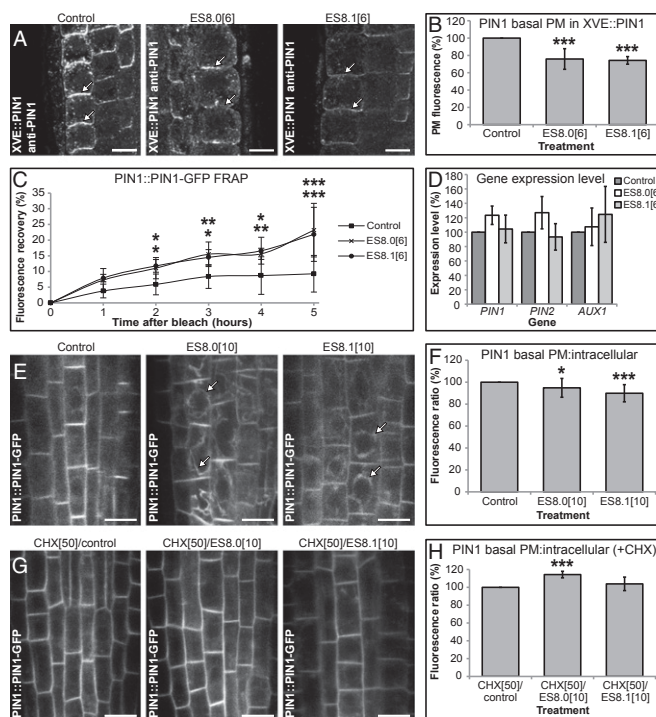 A
Control
ES8.0[6]
ES8.1[6]
XVE::PIN1
anti-PIN1
XVE::PIN1 anti-PIN1
XVE::PIN1 anti-PIN1
B
PIN1 basal PM in XVE::PIN1
PM fluorescence (%)
100
80
60
40
20
0
***
***
Control
ES8.0[6]
ES8.1[6]
Treatment
C
PIN1::PIN1-GFP FRAP
Fluorescence recovery (%)
35
30
25
20
15
10
5
0
*
*
**
*
*
**
***
***
Control
ES8.0[6]
ES8.1[6]
0 1 2 3 4 5
Time after bleach (hours)
D
Gene expression level
Expression level (%)
180
160
140
120
100
80
60
40
20
0
Control
ES8.0[6]
ES8.1[6]
PIN1 PIN2 AUX1
Gene
E
Control
ES8.0[10]
ES8.1[10]
PIN1::PIN1-GFP
PIN1::PIN1-GFP
PIN1::PIN1-GFP
F
PIN1 basal PM:intracellular
Fluorescence ratio (%)
120
100
80
60
40
20
0
*
***
Control
ES8.0[10]
ES8.1[10]
Treatment
G
CHX[50]/control
CHX[50]/ES8.0[10]
CHX[50]/ES8.1[10]
PIN1::PIN1-GFP
PIN1::PIN1-GFP
PIN1::PIN1-GFP
H
PIN1 basal PM:intracellular (+CHX)
Fluorescence ratio (%)
120
100
80
60
40
20
0
***
CHX[50]/
control
CHX[50]/
ES8.0[10]
CHX[50]/
ES8.1[10]
Treatment